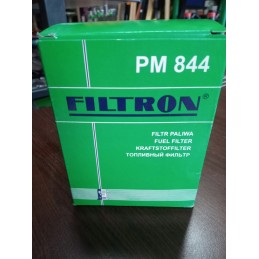 PM 844
FILTRON®
FILTR PALIWA
FUEL FILTER
KRAFTSTOFFILTER
ТОПЛИВНЫЙ ФИЛЬТР